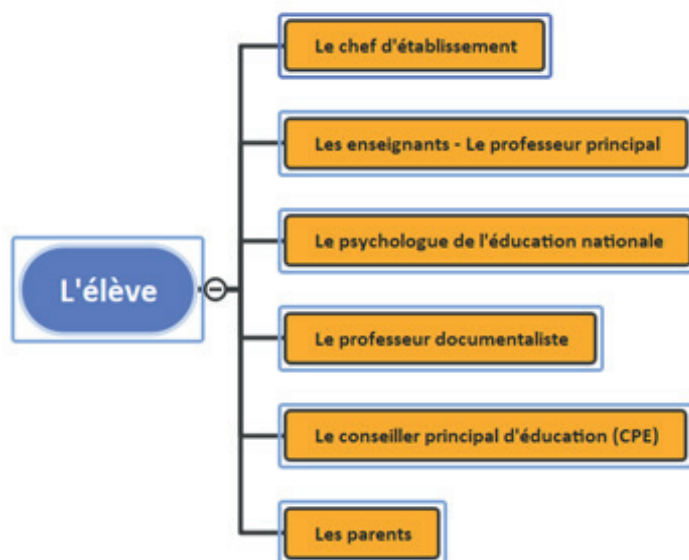 Le chef d'établissement
Les enseignants - Le professeur principal
Le psychologue de l'éducation nationale
L'élève
Le professeur documentaliste
Le conseiller principal d'éducation (CPE)
Les parents